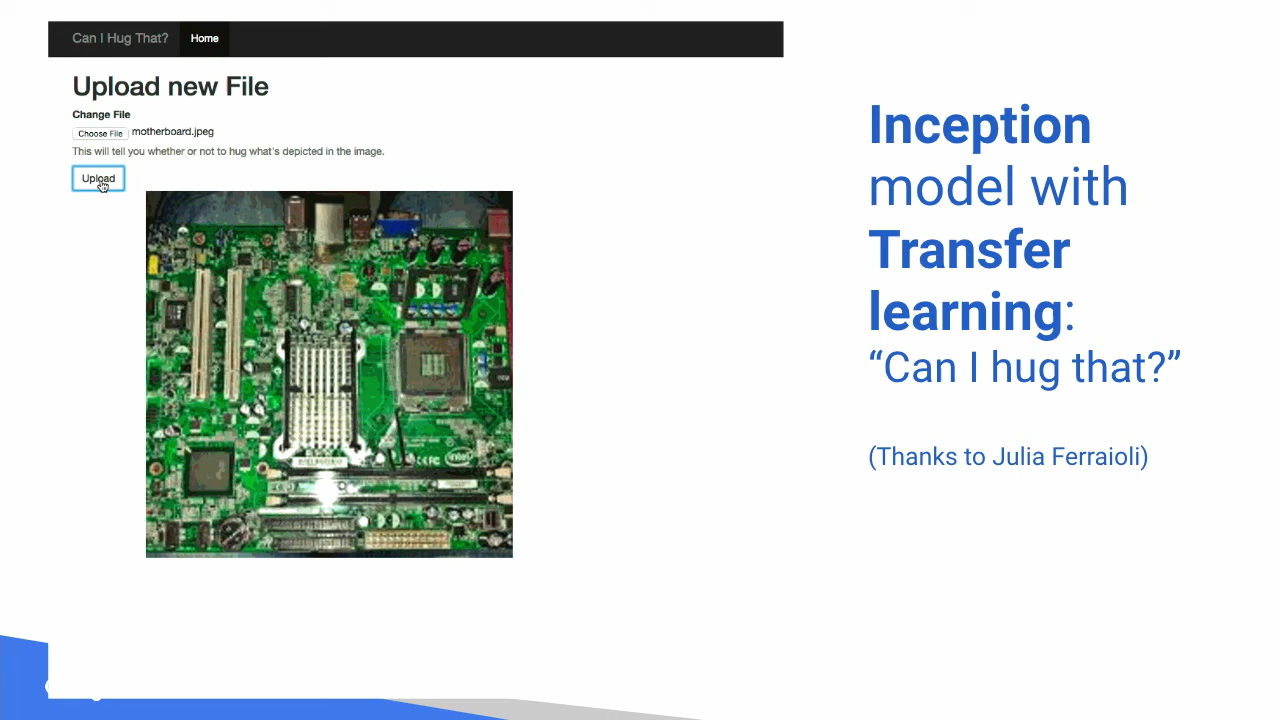 Can I Hug That? Home
Upload new File
Change File
Choose File motherboard.jpeg
This will tell you whether or not to hug what's depicted in the image.
Upload
intel
Inception
model with
Transfer
learning:
“Can I hug that?”
(Thanks to Julia Ferraioli)